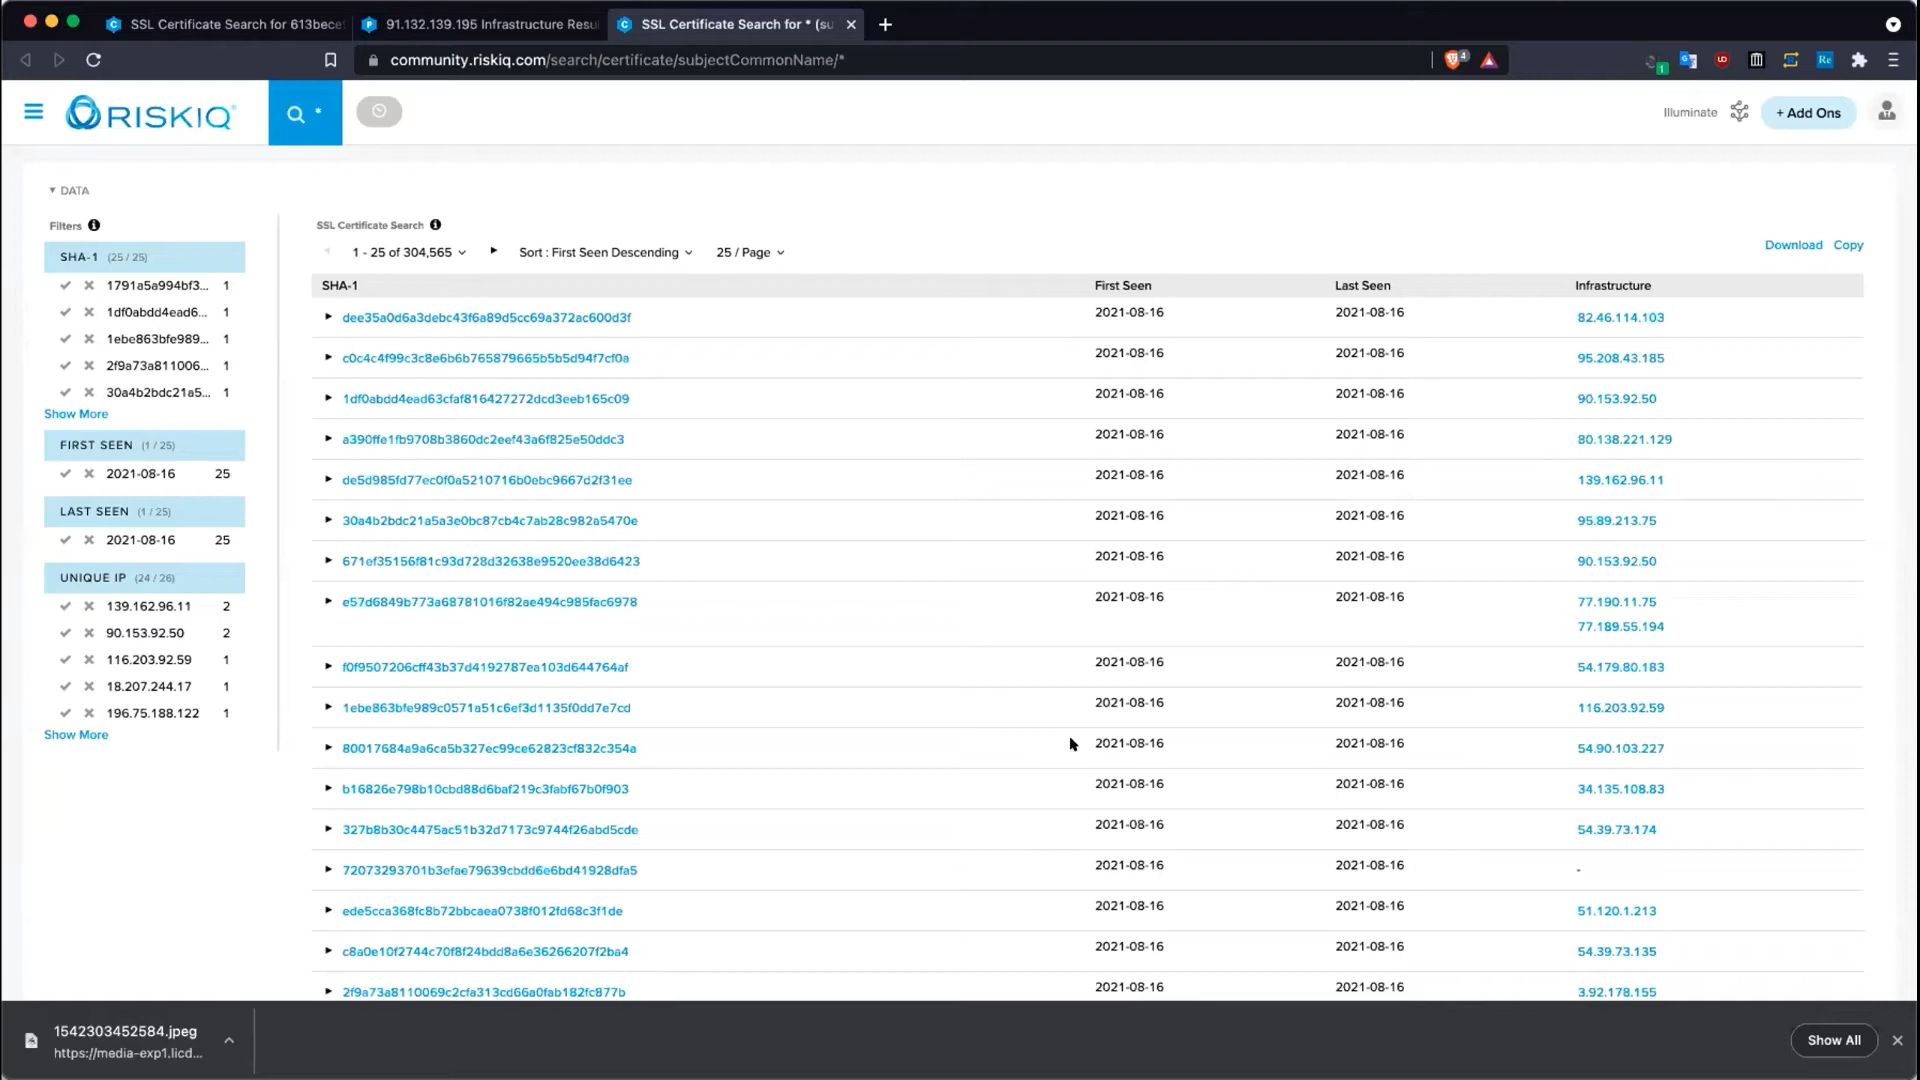 SSL Certificate Search for 613bece
91.132.139.195 Infrastructure Resu
SSL Certificate Search for * (su
community.riskiq.com/search/certificate/subjectCommonName/*
4
1
UD
Re
RISKIQ
*
Illuminate
+ Add Ons
DATA
Filters
SHA-1 (25 / 25)
1791a5a994bf3... 1
1df0abdd4ead6... 1
1ebe863bfe989... 1
2f9a73a811006... 1
30a4b2bdc21a5... 1
Show More
FIRST SEEN (1 / 25)
2021-08-16 25
LAST SEEN (1 / 25)
2021-08-16 25
UNIQUE IP (24 / 26)
139.162.96.11 2
90.153.92.50 2
116.203.92.59 1
18.207.244.17 1
196.75.188.122 1
Show More
SSL Certificate Search
1 - 25 of 304,565 Sort : First Seen Descending 25 / Page
Download Copy
SHA-1 First Seen Last Seen Infrastructure
dee35a0d6a3debc43f6a89d5cc69a372ac600d3f 2021-08-16 2021-08-16 82.46.114.103
c0c4c4f99c3c8e6b6b765879665b5b5d94f7cf0a 2021-08-16 2021-08-16 95.208.43.185
1df0abdd4ead63cfaf816427272dcd3eeb165c09 2021-08-16 2021-08-16 90.153.92.50
a390ffe1fb9708b3860dc2eef43a6f825e50ddc3 2021-08-16 2021-08-16 80.138.221.129
de5d985fd77ec0f0a5210716b0ebc9667d2f31ee 2021-08-16 2021-08-16 139.162.96.11
30a4b2bdc21a5a3e0bc87cb4c7ab28c982a5470e 2021-08-16 2021-08-16 95.89.213.75
671ef35156f81c93d728d32638e9520ee38d6423 2021-08-16 2021-08-16 90.153.92.50
e57d6849b773a68781016f82ae494c985fac6978 2021-08-16 2021-08-16 77.190.11.75
77.189.55.194
f0f9507206cff43b37d4192787ea103d644764af 2021-08-16 2021-08-16 54.179.80.183
1ebe863bfe989c0571a51c6ef3d1135f0dd7e7cd 2021-08-16 2021-08-16 116.203.92.59
80017684a9a6ca5b327ec99ce62823cf832c354a 2021-08-16 2021-08-16 54.90.103.227
b16826e798b10cbd88d6baf219c3fabf67b0f903 2021-08-16 2021-08-16 34.135.108.83
327b8b30c4475ac51b32d7173c9744f26abd5cde 2021-08-16 2021-08-16 54.39.73.174
72073293701b3efae79639cbdd6e6bd41928dfa5 2021-08-16 2021-08-16 -
ede5cca368fc8b72bbcaea0738f012fd68c3f1de 2021-08-16 2021-08-16 51.120.1.213
c8a0e10f2744c70f8f24bdd8a6e36266207f2ba4 2021-08-16 2021-08-16 54.39.73.135
2f9a73a8110069c2cfa313cd66a0fab182fc877b 2021-08-16 2021-08-16 3.92.178.155
1542303452584.jpeg
https://media-exp1.licd...
Show All